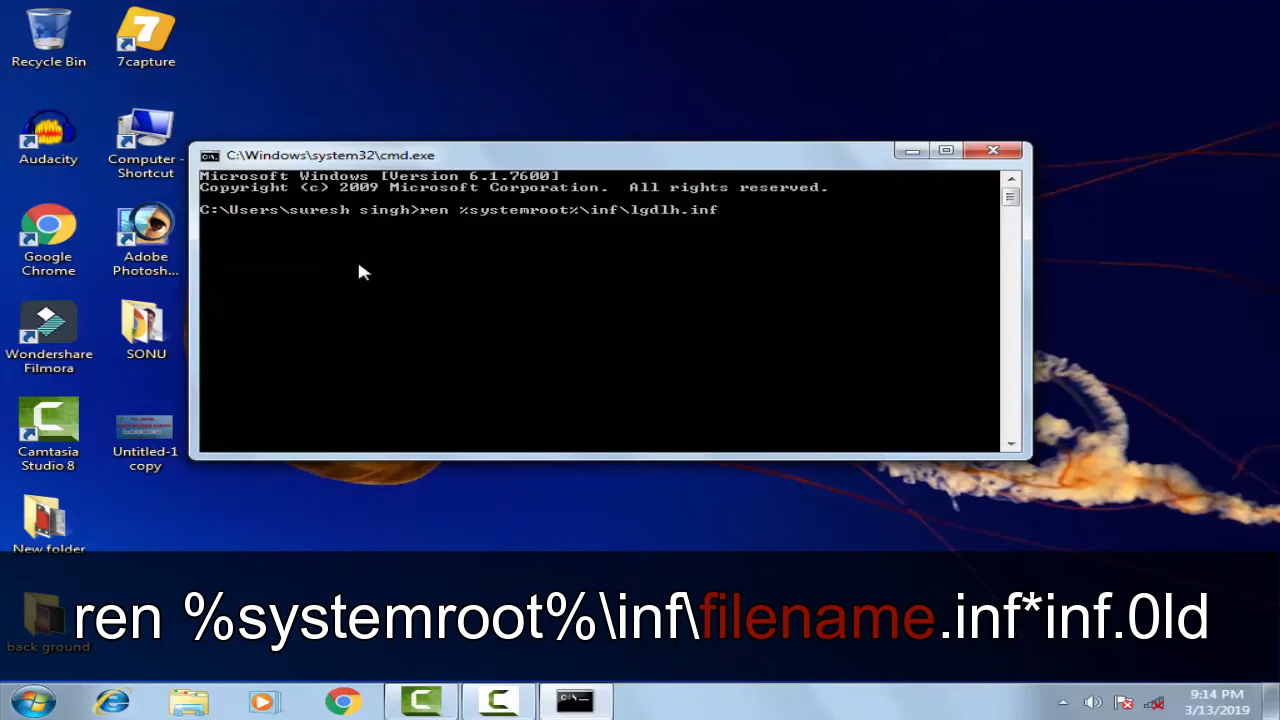 Recycle Bin
7capture
Audacity
Computer -
Shortcut
Google
Chrome
Adobe
Photosh...
Wondershare
Filmora
SONU
Camtasia
Studio 8
Untitled-1
copy
New folder
back ground
C:\Windows\system32\cmd.exe
Microsoft Windows [Version 6.1.7600]
Copyright (c) 2009 Microsoft Corporation.  All rights reserved.
C:\Users\sumesh singh>ren %systemroot%\inf\lgdlh.inf
ren %systemroot%\inf\filename.inf*inf.0ld
9:14 PM
3/13/2019